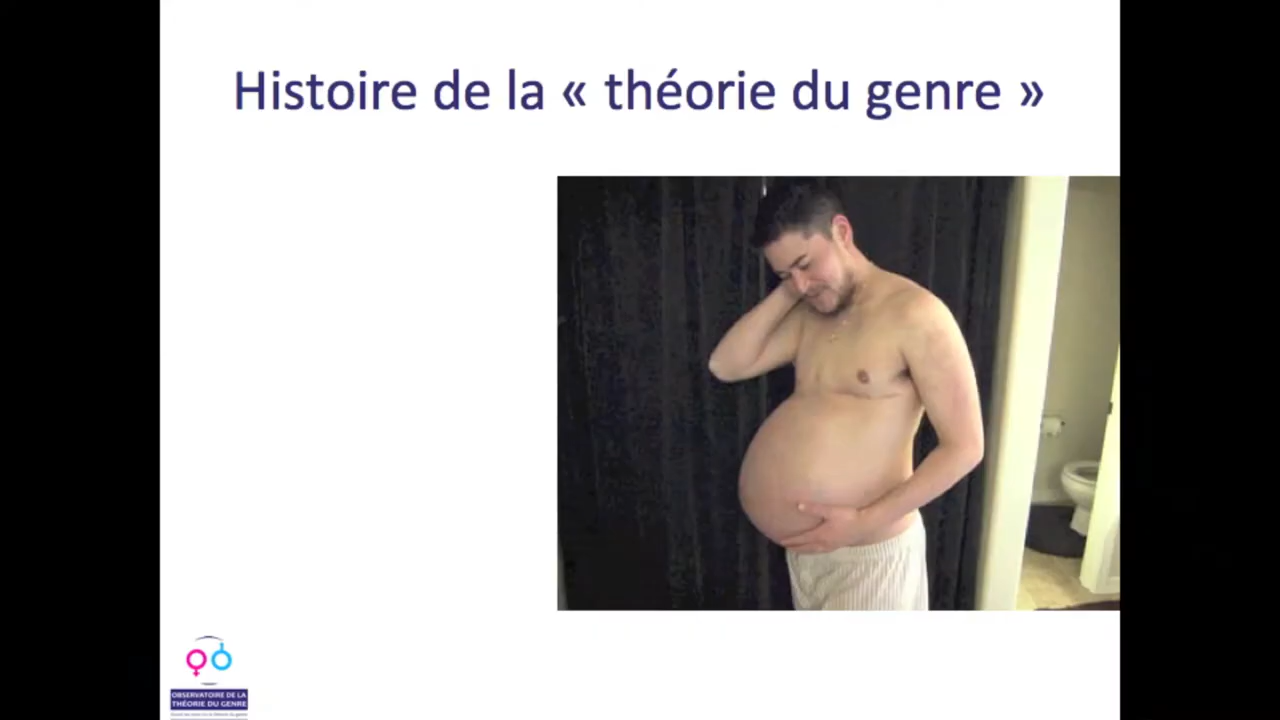 Histoire de la « théorie du genre »
OBSERVATOIRE DE LA
THÉORIE DU GENRE